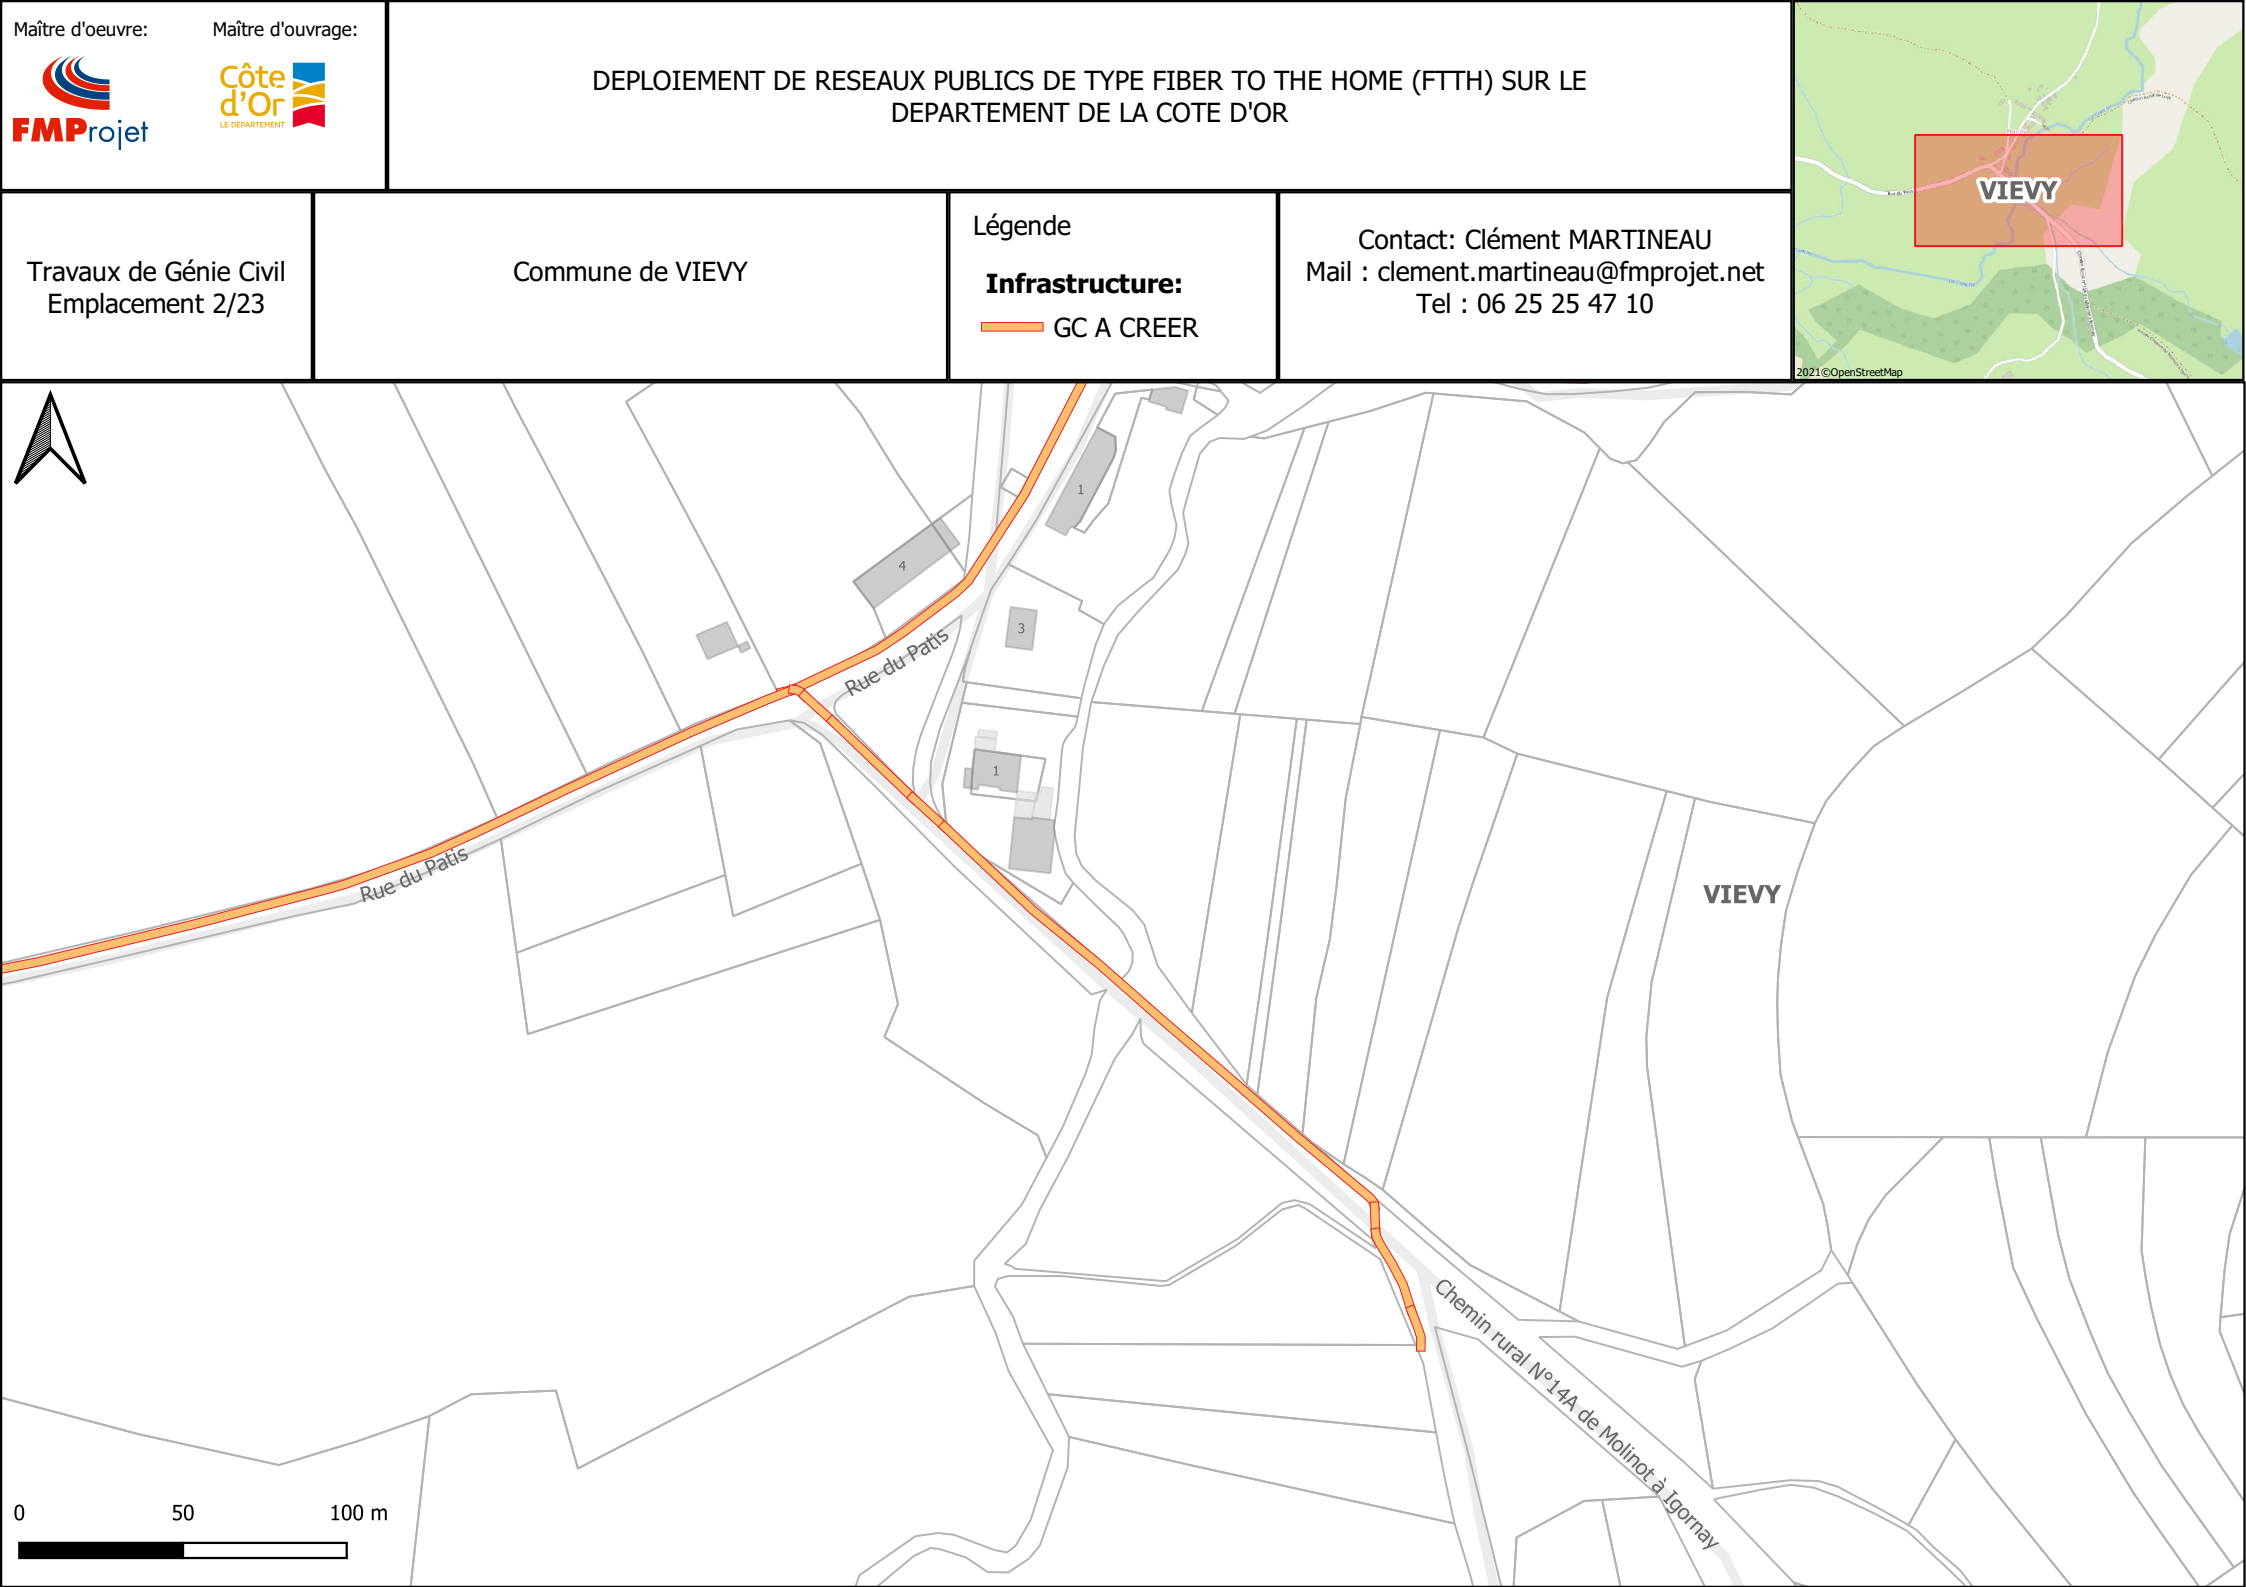 Maître d'oeuvre:
Maître d'ouvrage:
FMProjet
Côte
d'Or
LE DÉPARTEMENT
DEPLOIEMENT DE RESEAUX PUBLICS DE TYPE FIBER TO THE HOME (FTTH) SUR LE
DEPARTEMENT DE LA COTE D'OR
VIEVY
2021©OpenStreetMap
Travaux de Génie Civil
Emplacement 2/23
Commune de VIEVY
Légende
Infrastructure:
GC A CREER
Contact: Clément MARTINEAU
Mail : clement.martineau@fmprojet.net
Tel : 06 25 25 47 10
1
4
3
Rue du Patis
1
Rue du Patis
VIEVY
Chemin rural N°14A de Molinot à Igornay
0 50 100 m